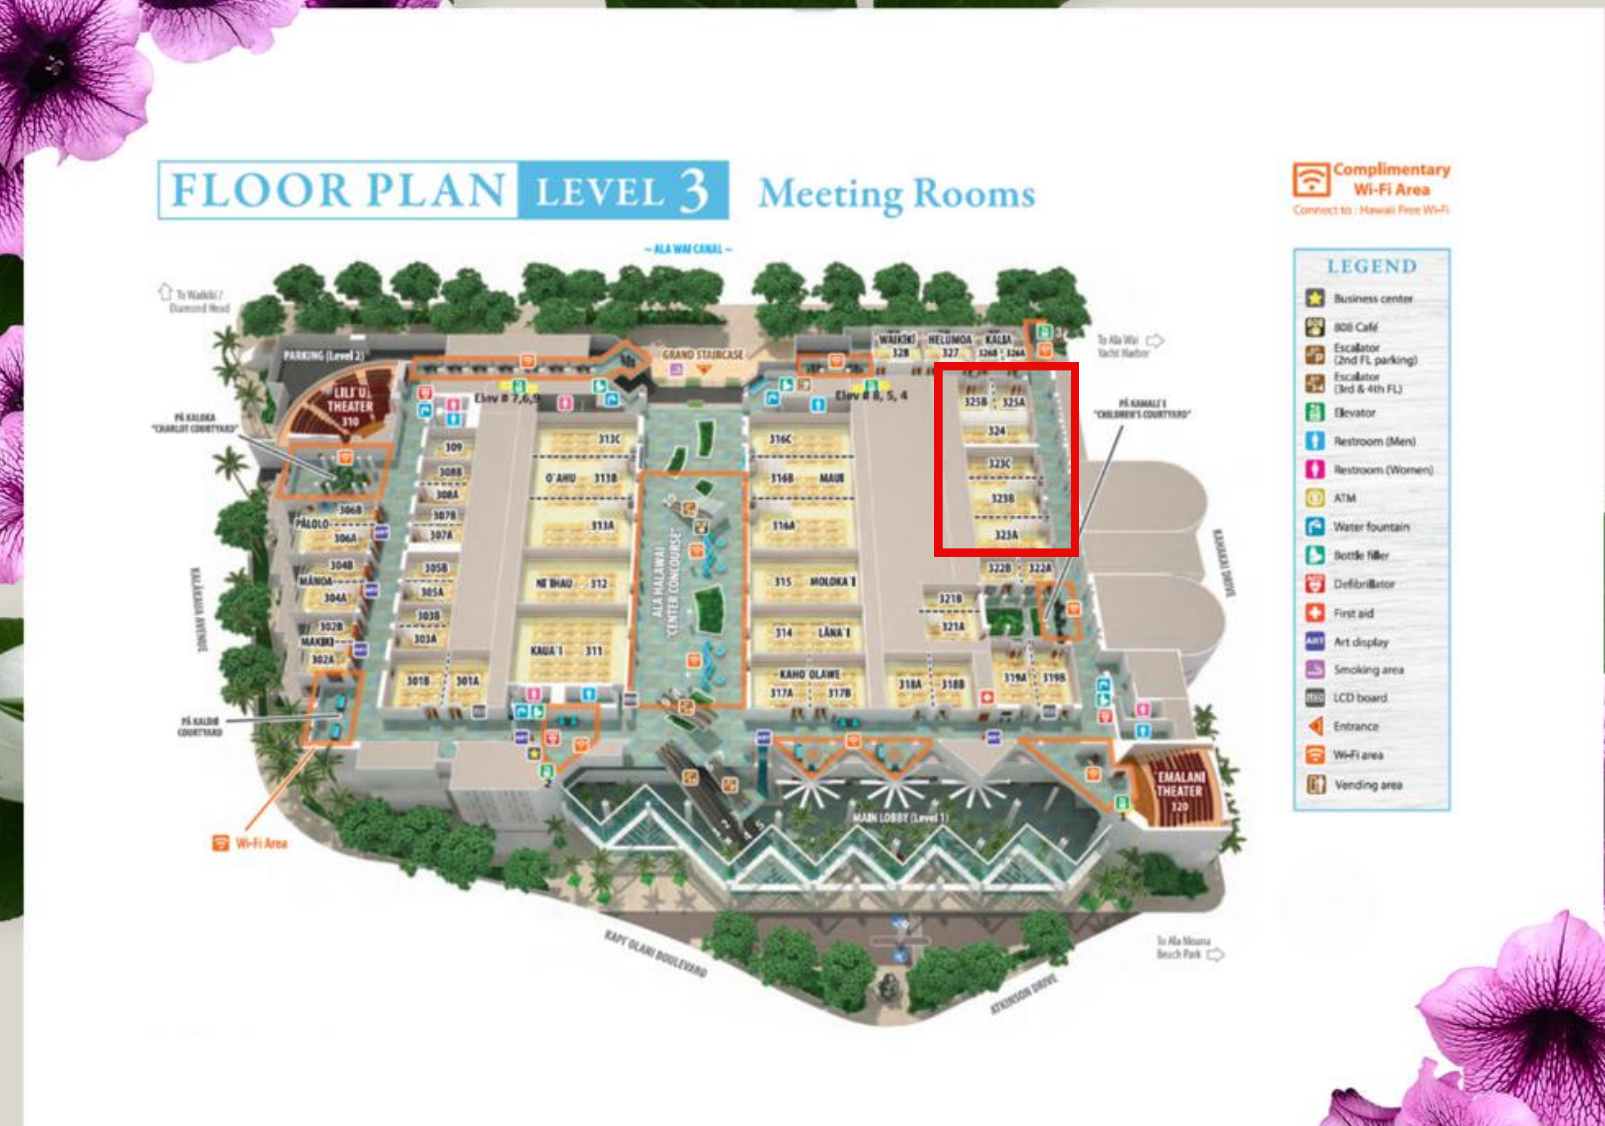 FLOOR PLAN LEVEL 3 Meeting Rooms
Complimentary
Wi-Fi Area
Connect to : Hawaii Free Wi-Fi
~ ALA WAI CANAL ~
To Waikiki /
Diamond Head
PARKING (Level 2)
GRAND STAIRCASE
WAIKIKI
328
HELUMOA
327
KALIA
326B 326A
3
To Ala Wai
Yacht Harbor
LILI'U
THEATER
310
PĀ KALOKA
"CHARLOT COURTYARD"
Elev # 7,6,9
Elev # 8, 5, 4
325B 325A
PĀ KAMALI'I
"CHILDREN'S COURTYARD"
309
313C
316C
324
308B
308A
O'AHU 313B
316B MAUI
323C
307B
307A
313A
316A
323B
323A
306B
PĀLOLO
306A
304B
MĀNOA
304A
305B
305A
NI'IHAU 312
ALA HALAWAI
"CENTER CONCOURSE"
315 MOLOKA'I
322B 322A
321B
321A
302B
MAKIKI
302A
303B
303A
KAUA'I 311
314 LĀNA'I
301B 301A
KAHO'OLAWE
317A 317B
318A 318B
319A 319B
KALĀKAUA AVENUE
KAHAKAI DRIVE
COURTYARD
Wi-Fi Area
2
MAIN LOBBY (Level 1)
EMALANI
THEATER
320
1
KAPI'OLANI BOULEVARD
ATKINSON DRIVE
To Ala Moana
Beach Park
LEGEND
Business center
808 Café
Escalator
(2nd FL parking)
Escalator
(3rd & 4th FL)
Elevator
Restroom (Men)
Restroom (Women)
ATM
Water fountain
Bottle filler
Defibrillator
First aid
ART Art display
Smoking area
LCD LCD board
Entrance
Wi-Fi area
Vending area